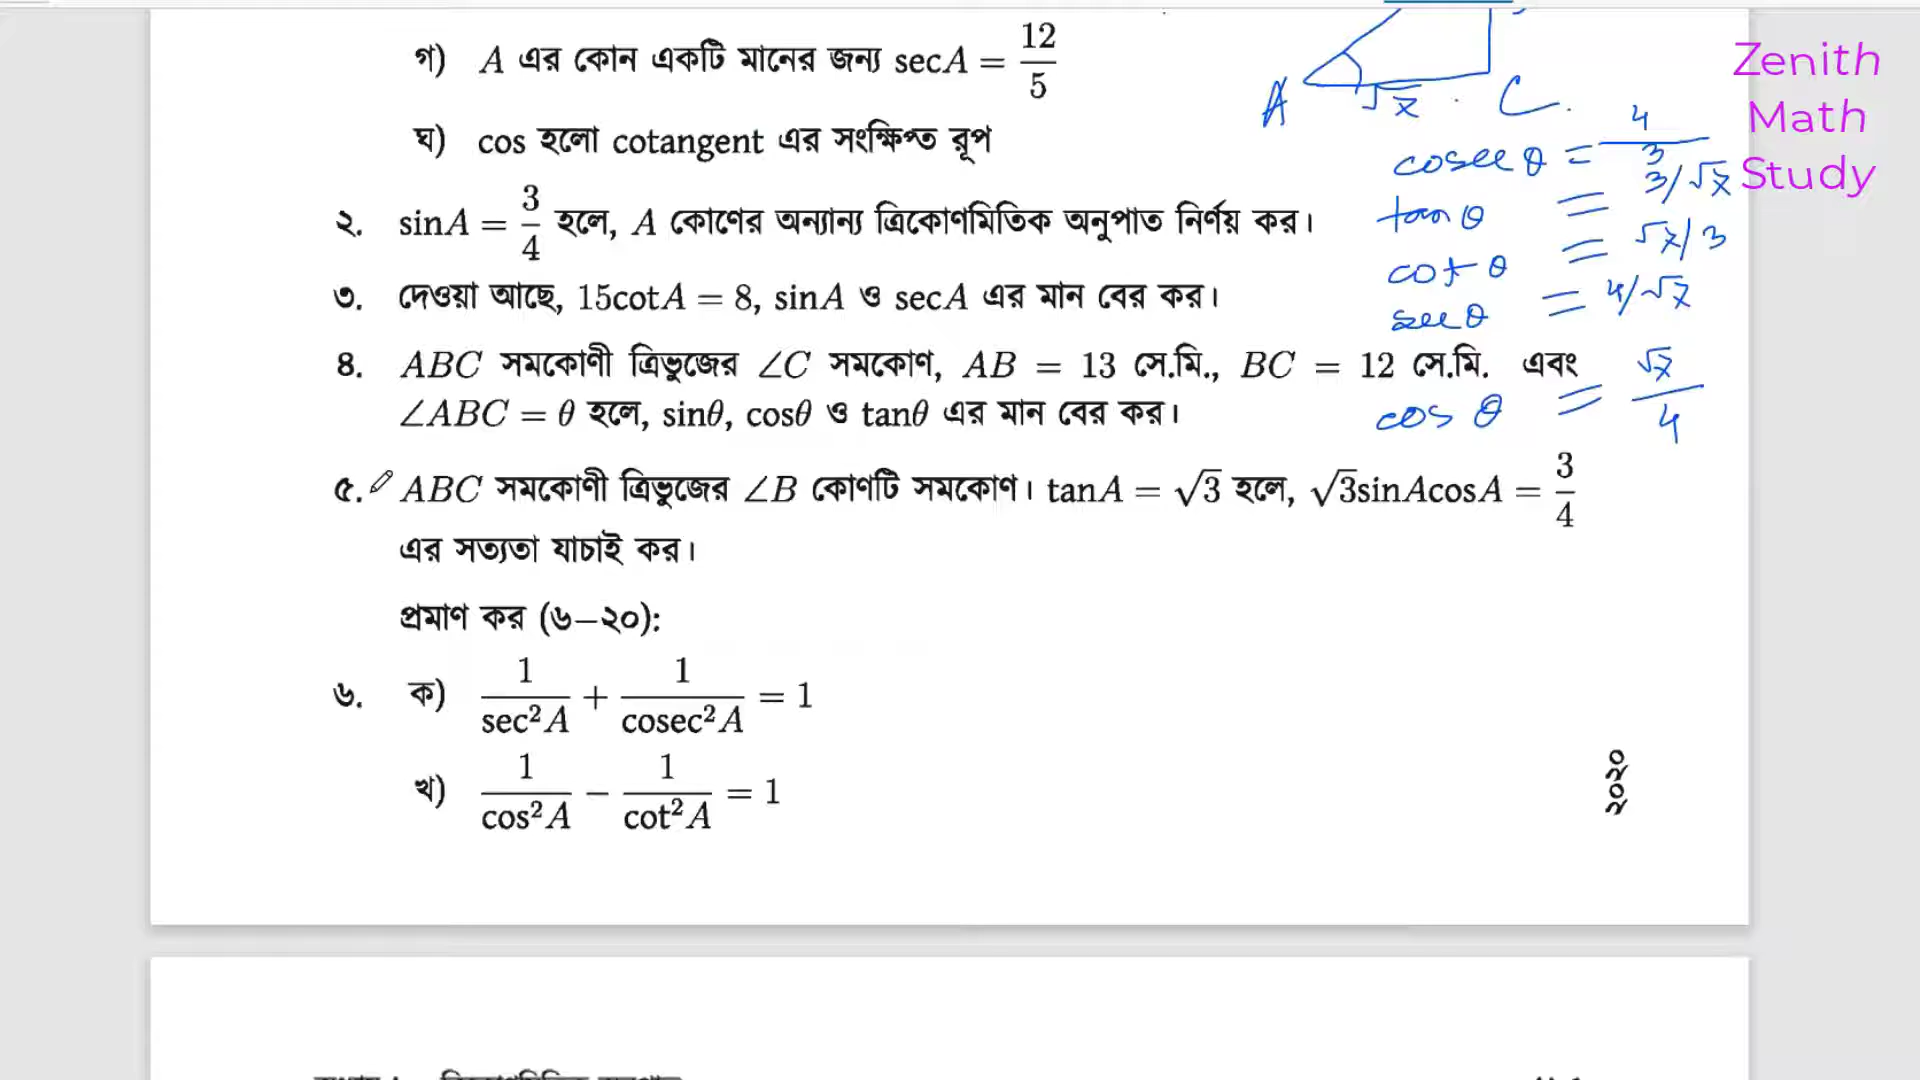 গ) A এর কোন একটি মানের জন্য secA = 12/5
ঘ) cos হলো cotangent এর সংক্ষিপ্ত রূপ
২. sinA = 3/4 হলে, A কোণের অন্যান্য ত্রিকোণমিতিক অনুপাত নির্ণয় কর।
৩. দেওয়া আছে, 15cotA = 8, sinA ও secA এর মান বের কর।
৪. ABC সমকোণী ত্রিভুজের ∠C সমকোণ, AB = 13 সে.মি., BC = 12 সে.মি. এবং
∠ABC = θ হলে, sinθ, cosθ ও tanθ এর মান বের কর।
৫. ABC সমকোণী ত্রিভুজের ∠B কোণটি সমকোণ। tanA = √3 হলে, √3sinAcosA = 3/4
এর সত্যতা যাচাই কর।
প্রমাণ কর (৬–২০):
৬. ক) 1/sec²A + 1/cosec²A = 1
খ) 1/cos²A − 1/cot²A = 1
২০২০
A √7 C
cosec θ = 4/3
tan θ = 3/√7
cot θ = √7/3
sec θ = 4/√7
cos θ = √7/4
Zenith
Math
Study